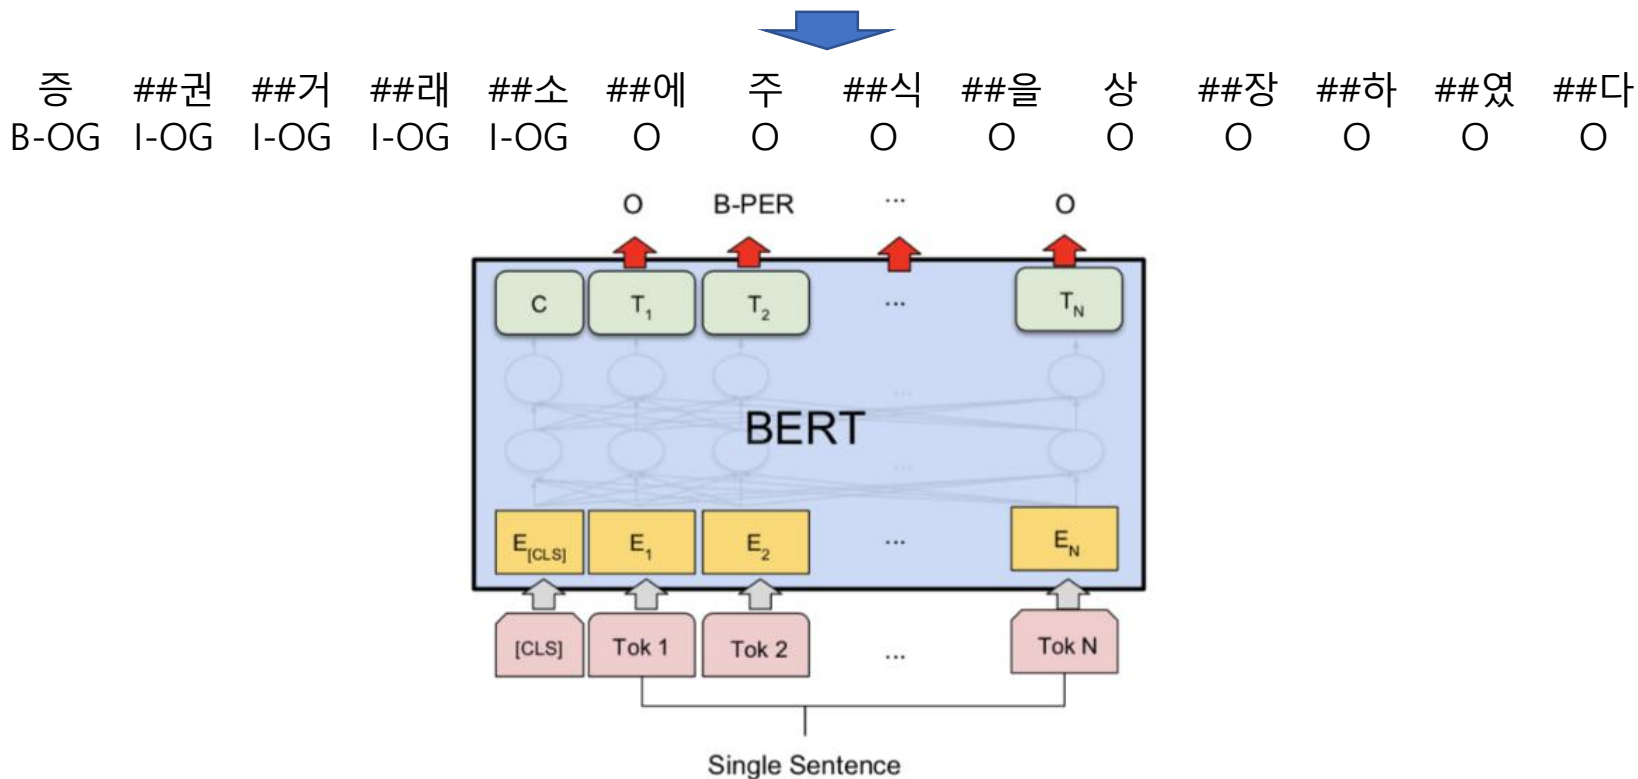 증 ##권 ##거 ##래 ##소 ##에 주 ##식 ##을 상 ##장 ##하 ##였 ##다
B-OG I-OG I-OG I-OG I-OG O O O O O O O O O
O B-PER ... O
C T1 T2 ... TN
...
BERT
...
E[CLS] E1 E2 ... EN
[CLS] Tok 1 Tok 2 ... Tok N
Single Sentence